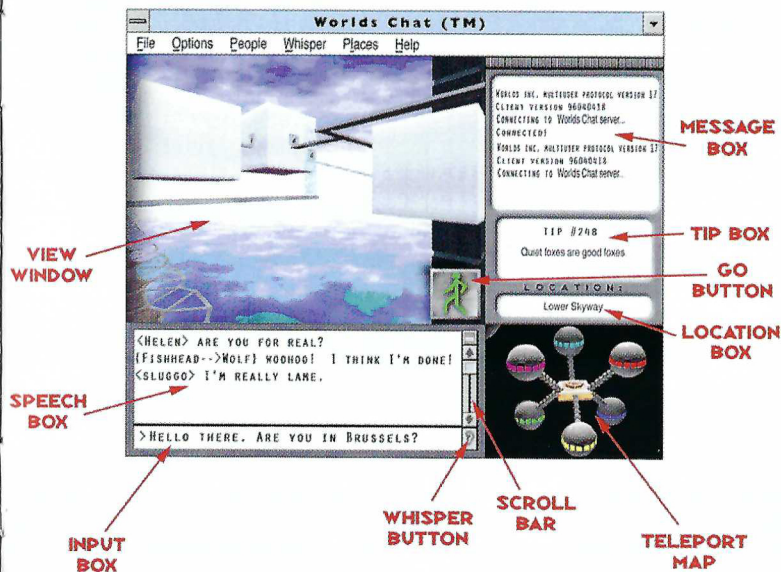 Worlds Chat (TM)
File Options People Whisper Places Help
WORLDS INC. MULTIUSER PROTOCOL VERSION 17
CLIENT VERSION 96040418
CONNECTING TO Worlds Chat server...
CONNECTED!
WORLDS INC. MULTIUSER PROTOCOL VERSION 17
CLIENT VERSION 96040418
CONNECTING TO Worlds Chat server..
MESSAGE
BOX
TIP #248
Quiet foxes are good foxes
TIP BOX
VIEW
WINDOW
GO
BUTTON
LOCATION:
Lower Skyway
LOCATION
BOX
<HELEN> ARE YOU FOR REAL?
{FISHHEAD-->WOLF} WOOHOO! I THINK I'M DONE!
<SLUGGO> I'M REALLY LAME.
SPEECH
BOX
>HELLO THERE. ARE YOU IN BRUSSELS?
INPUT
BOX
WHISPER
BUTTON
SCROLL
BAR
TELEPORT
MAP